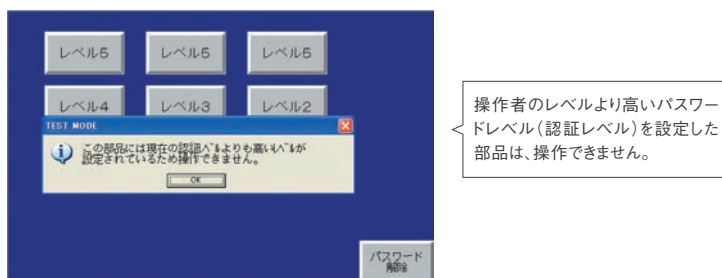 レベル5 レベル5 レベル5
レベル4 レベル3 レベル2
TEST MODE
この部品には現在の認証ﾚﾍﾞﾙよりも高いﾚﾍﾞﾙが
設定されているため操作できません。
OK
パスワード
解除
操作者のレベルより高いパスワー
ドレベル(認証レベル)を設定した
部品は、操作できません。